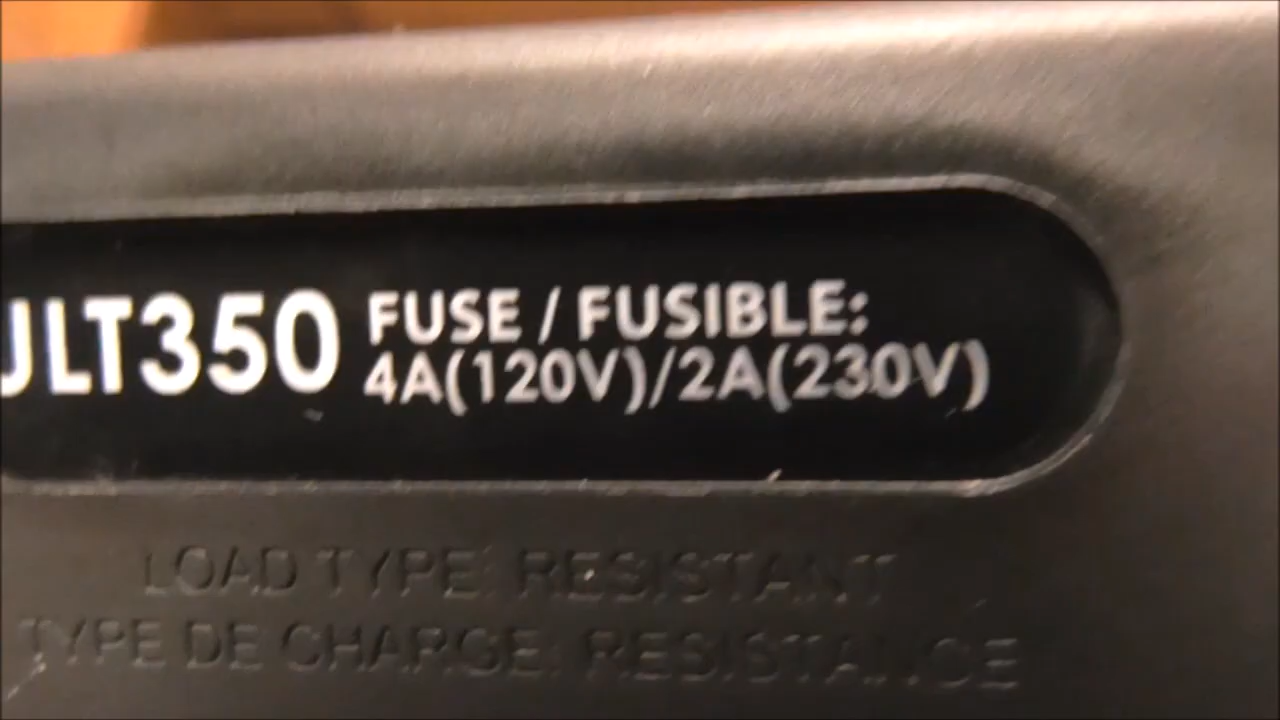 JLT350
FUSE / FUSIBLE:
4A(120V)/2A(230V)
LOAD TYPE: RESISTANT
TYPE DE CHARGE: RESISTANCE